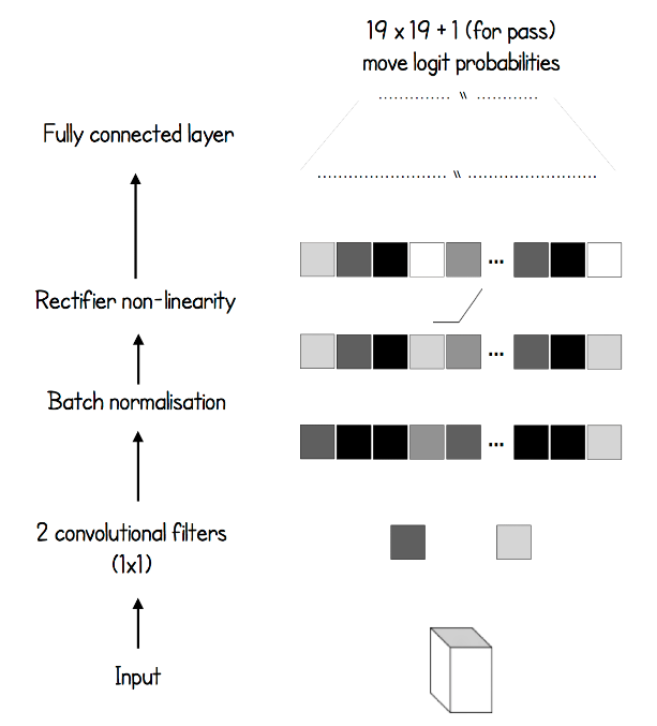 19 x 19 + 1 (for pass)
move logit probabilities
Fully connected layer
Rectifier non-linearity
...
...
Batch normalisation
...
2 convolutional filters
(1x1)
Input